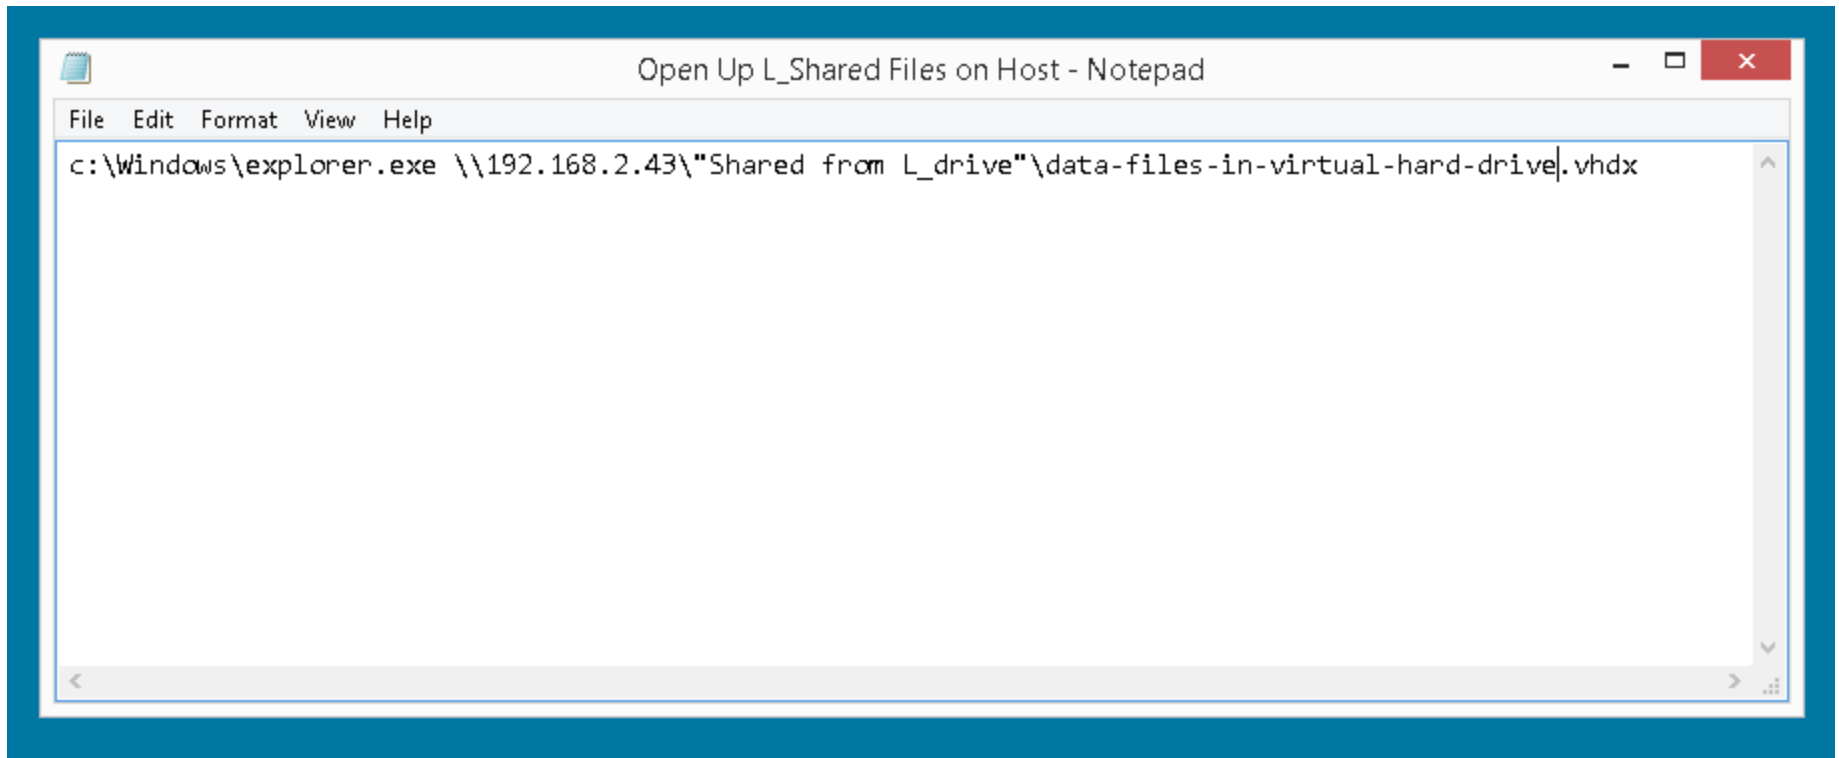 Open Up L_Shared Files on Host - Notepad
File Edit Format View Help
c:\Windows\explorer.exe \\192.168.2.43\"Shared from L_drive"\data-files-in-virtual-hard-drive.vhdx